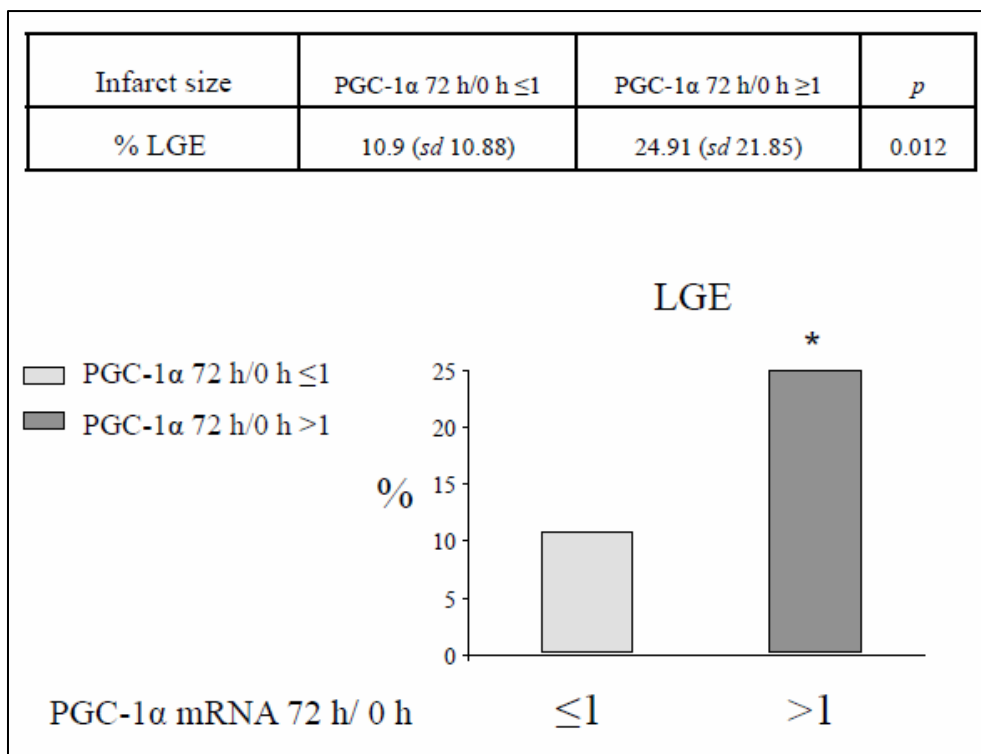 Infarct size PGC-1α 72 h/0 h ≤1 PGC-1α 72 h/0 h ≥1 p
% LGE 10.9 (sd 10.88) 24.91 (sd 21.85) 0.012
LGE
*
PGC-1α 72 h/0 h ≤1
PGC-1α 72 h/0 h >1
%
25
20
15
10
5
0
PGC-1α mRNA 72 h/ 0 h ≤1 >1